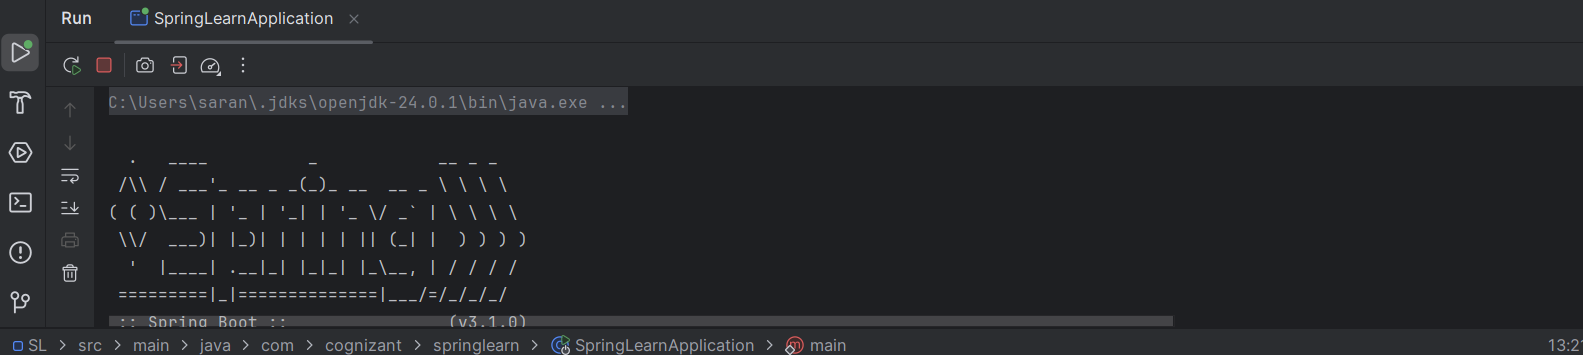 Run SpringLearnApplication
C:\Users\saran\.jdks\openjdk-24.0.1\bin\java.exe ...
  .   ____          _            __ _ _
 /\\ / ___'_ __ _ _(_)_ __  __ _ \ \ \ \
( ( )\___ | '_ | '_| | '_ \/ _` | \ \ \ \
 \\/  ___)| |_)| | | | | || (_| |  ) ) ) )
  '  |____| .__|_| |_|_| |_\__, | / / / /
 =========|_|==============|___/=/_/_/_/
 :: Spring Boot ::                (v3.1.0)
SL > src > main > java > com > cognizant > springlearn > SpringLearnApplication > main 13:21